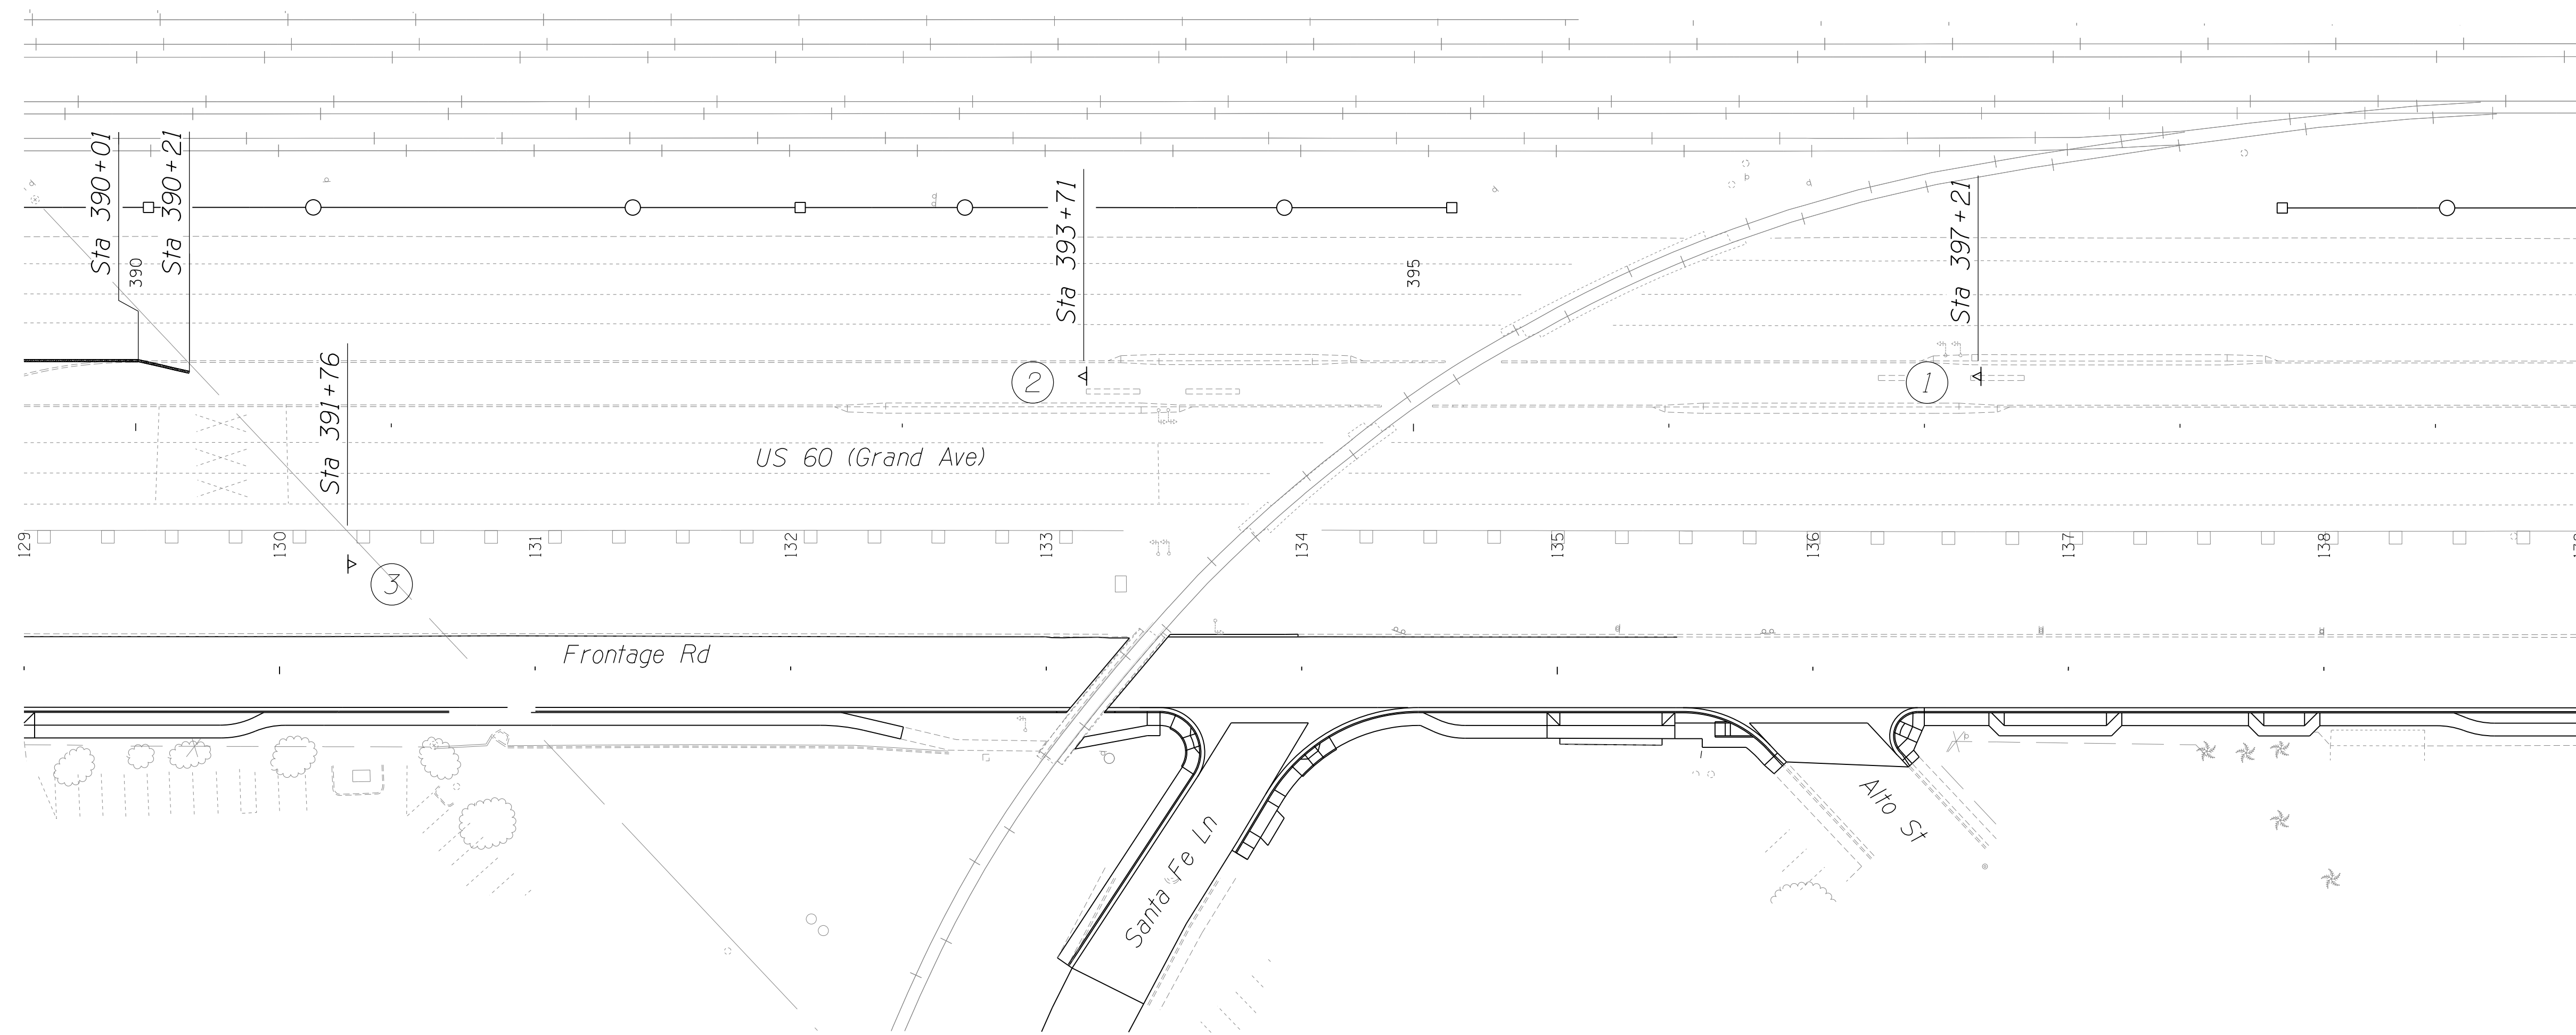 Sta 390+01
390
Sta 390+21
Sta 393+71
395
Sta 397+21
Sta 391+76
2
1
US 60 (Grand Ave)
129
130
131
132
133
134
135
136
137
138
3
Frontage Rd
Santa Fe Ln
Alto St